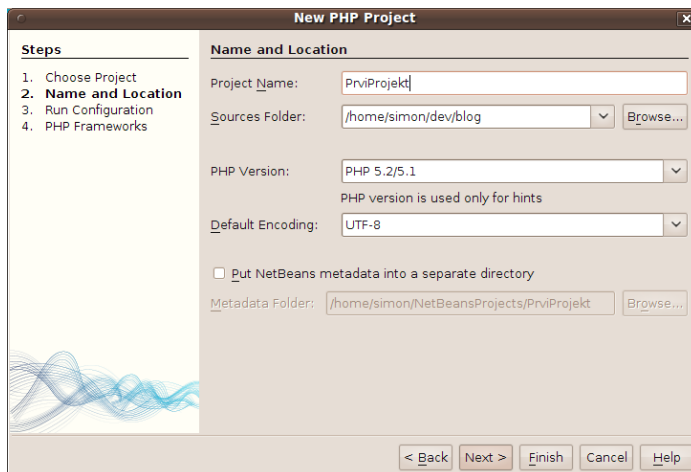 New PHP Project
Steps
1. Choose Project
2. Name and Location
3. Run Configuration
4. PHP Frameworks
Name and Location
Project Name: PrviProjekt
Sources Folder: /home/simon/dev/blog Browse...
PHP Version: PHP 5.2/5.1
PHP version is used only for hints
Default Encoding: UTF-8
Put NetBeans metadata into a separate directory
Metadata Folder: /home/simon/NetBeansProjects/PrviProjekt Browse...
< Back Next > Finish Cancel Help